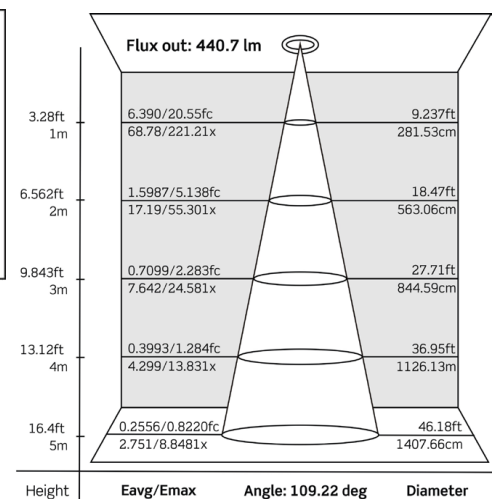 Flux out: 440.7 lm
3.28ft 6.390/20.55fc 9.237ft
1m 68.78/221.21x 281.53cm
6.562ft 1.5987/5.138fc 18.47ft
2m 17.19/55.301x 563.06cm
9.843ft 0.7099/2.283fc 27.71ft
3m 7.642/24.581x 844.59cm
13.12ft 0.3993/1.284fc 36.95ft
4m 4.299/13.831x 1126.13cm
16.4ft 0.2556/0.8220fc 46.18ft
5m 2.751/8.8481x 1407.66cm
Height Eavg/Emax Angle: 109.22 deg Diameter